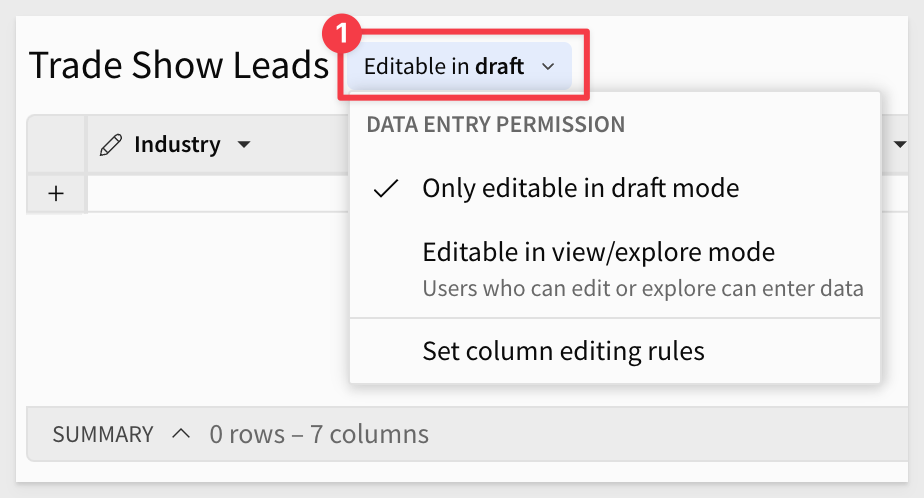 1
Trade Show Leads Editable in draft
DATA ENTRY PERMISSION
Industry
Only editable in draft mode
+
Editable in view/explore mode
Users who can edit or explore can enter data
Set column editing rules
SUMMARY 0 rows – 7 columns